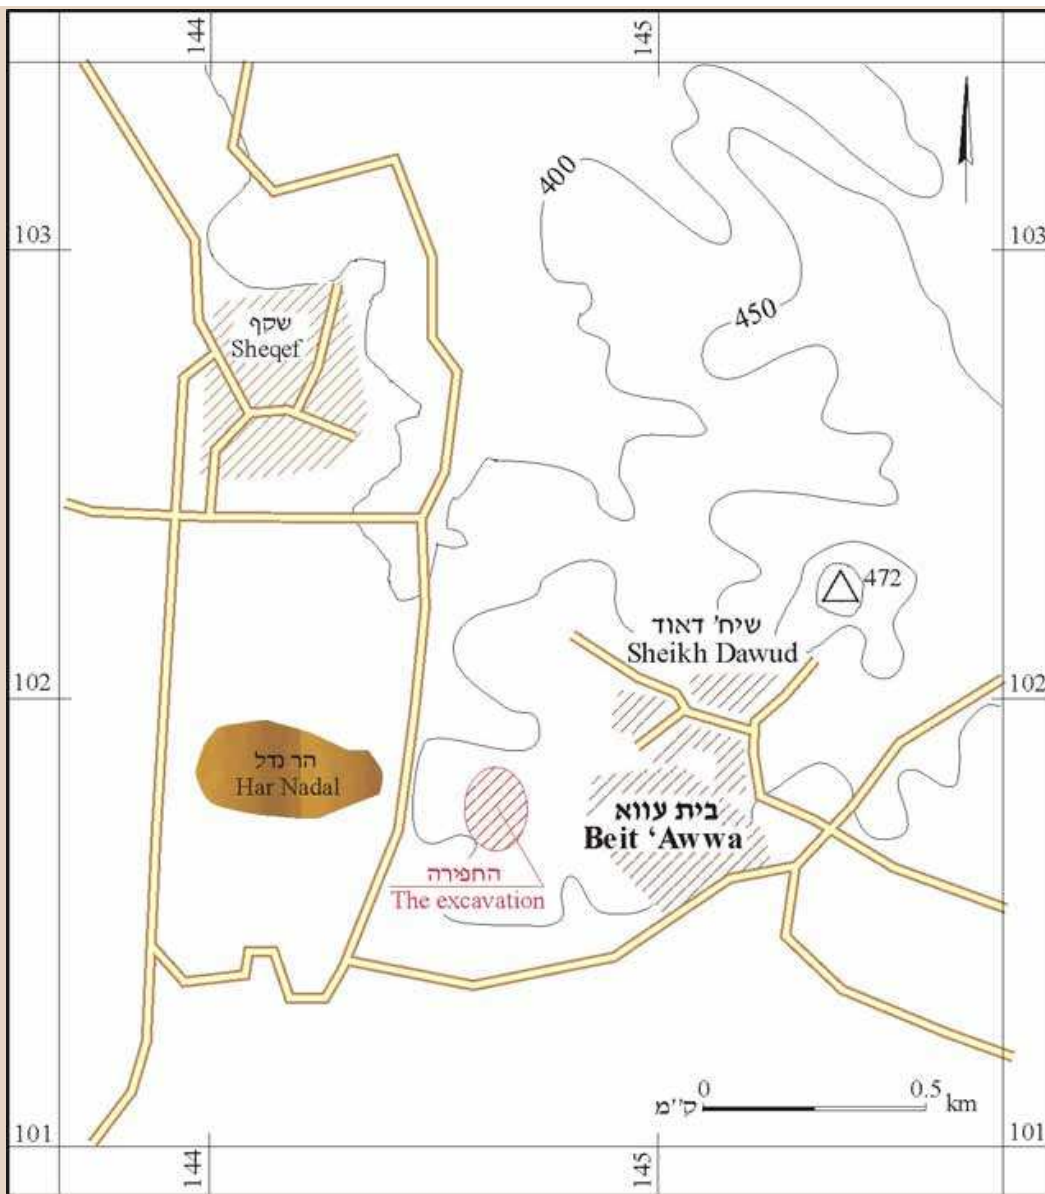 144
145
103
103
400
450
שקף
Sheqef
472
שיח' דאוד
Sheikh Dawud
102
102
הר נדל
Har Nadal
בית עווא
Beit ‘Awwa
החפירה
The excavation
0 0.5
ק''מ km
101
101
144
145